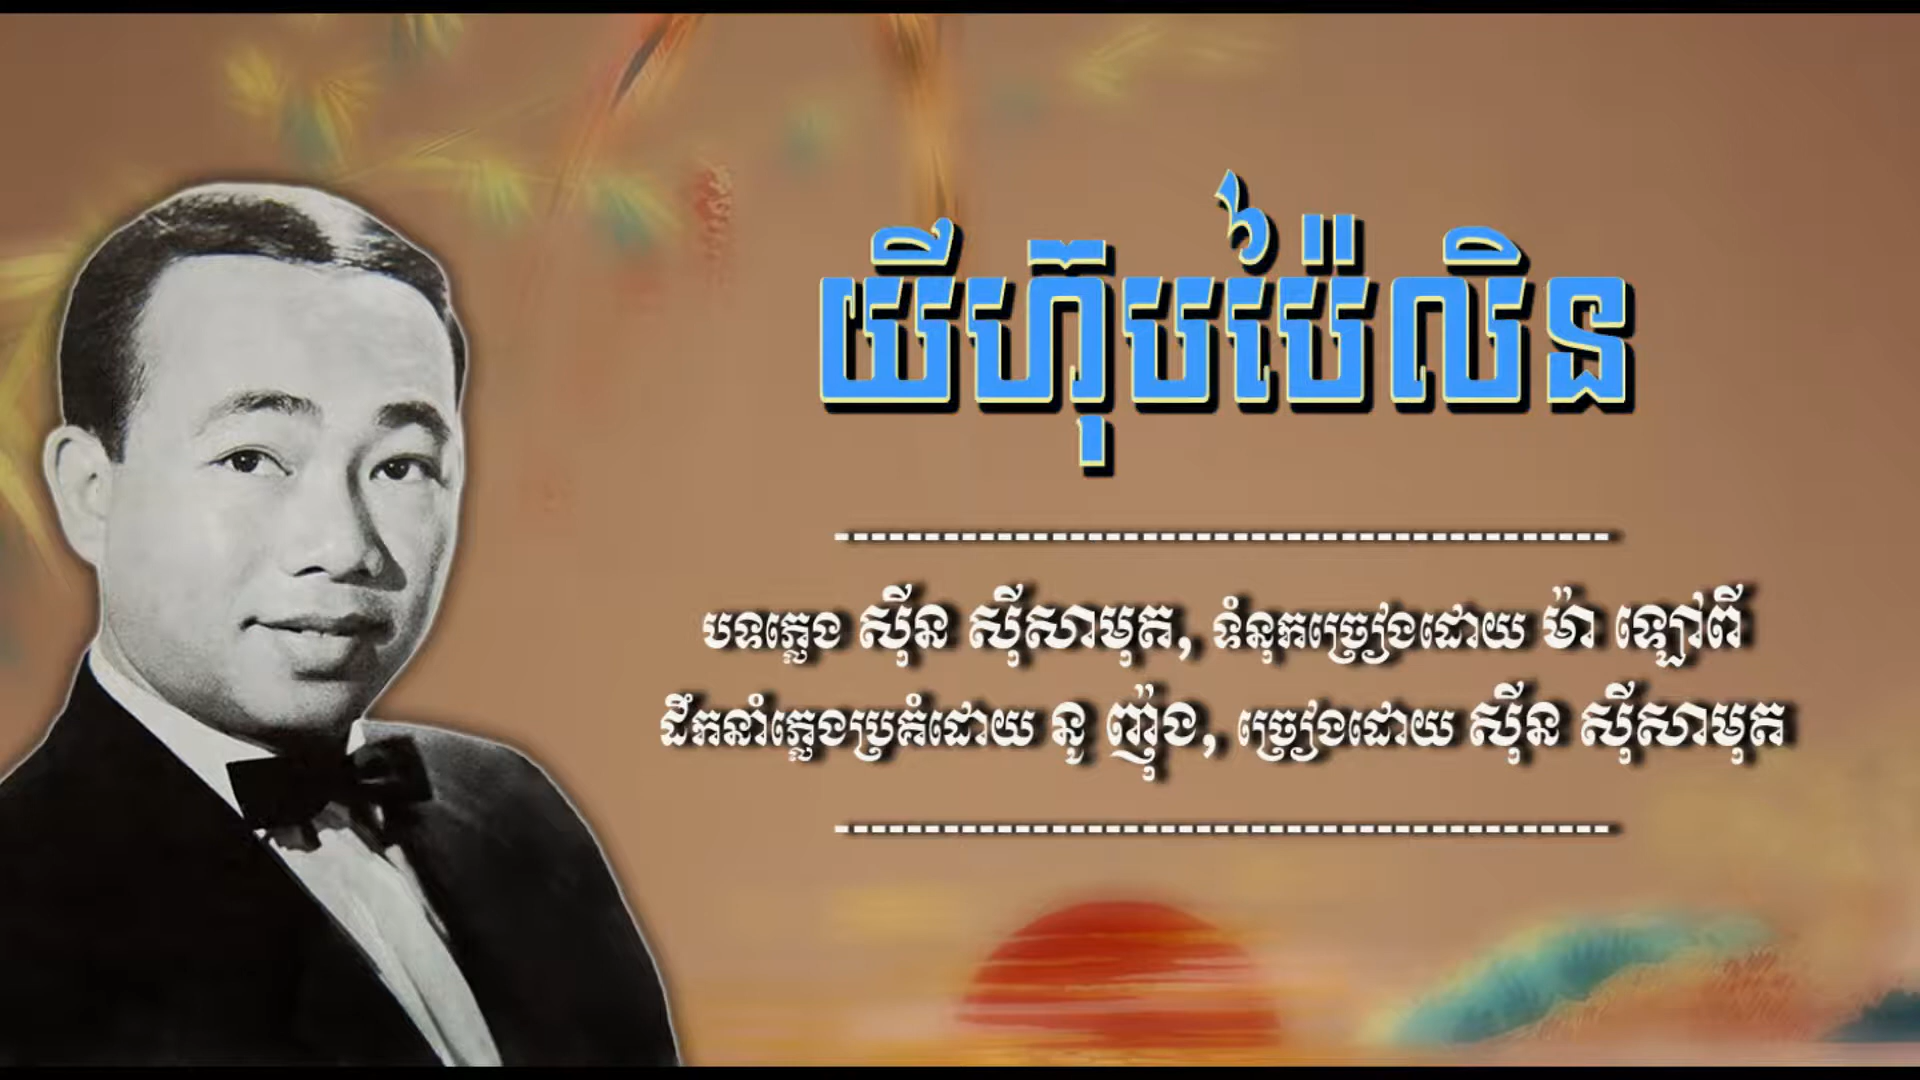 យីហ៊ុបប៉ៃលិន
បទភ្លេង ស៊ីន ស៊ីសាមុត, ទំនុកច្រៀងដោយ ម៉ា ឡៅពី
ដឹកនាំភ្លេងប្រគំដោយ នូ ញ៉ុង, ច្រៀងដោយ ស៊ីន ស៊ីសាមុត